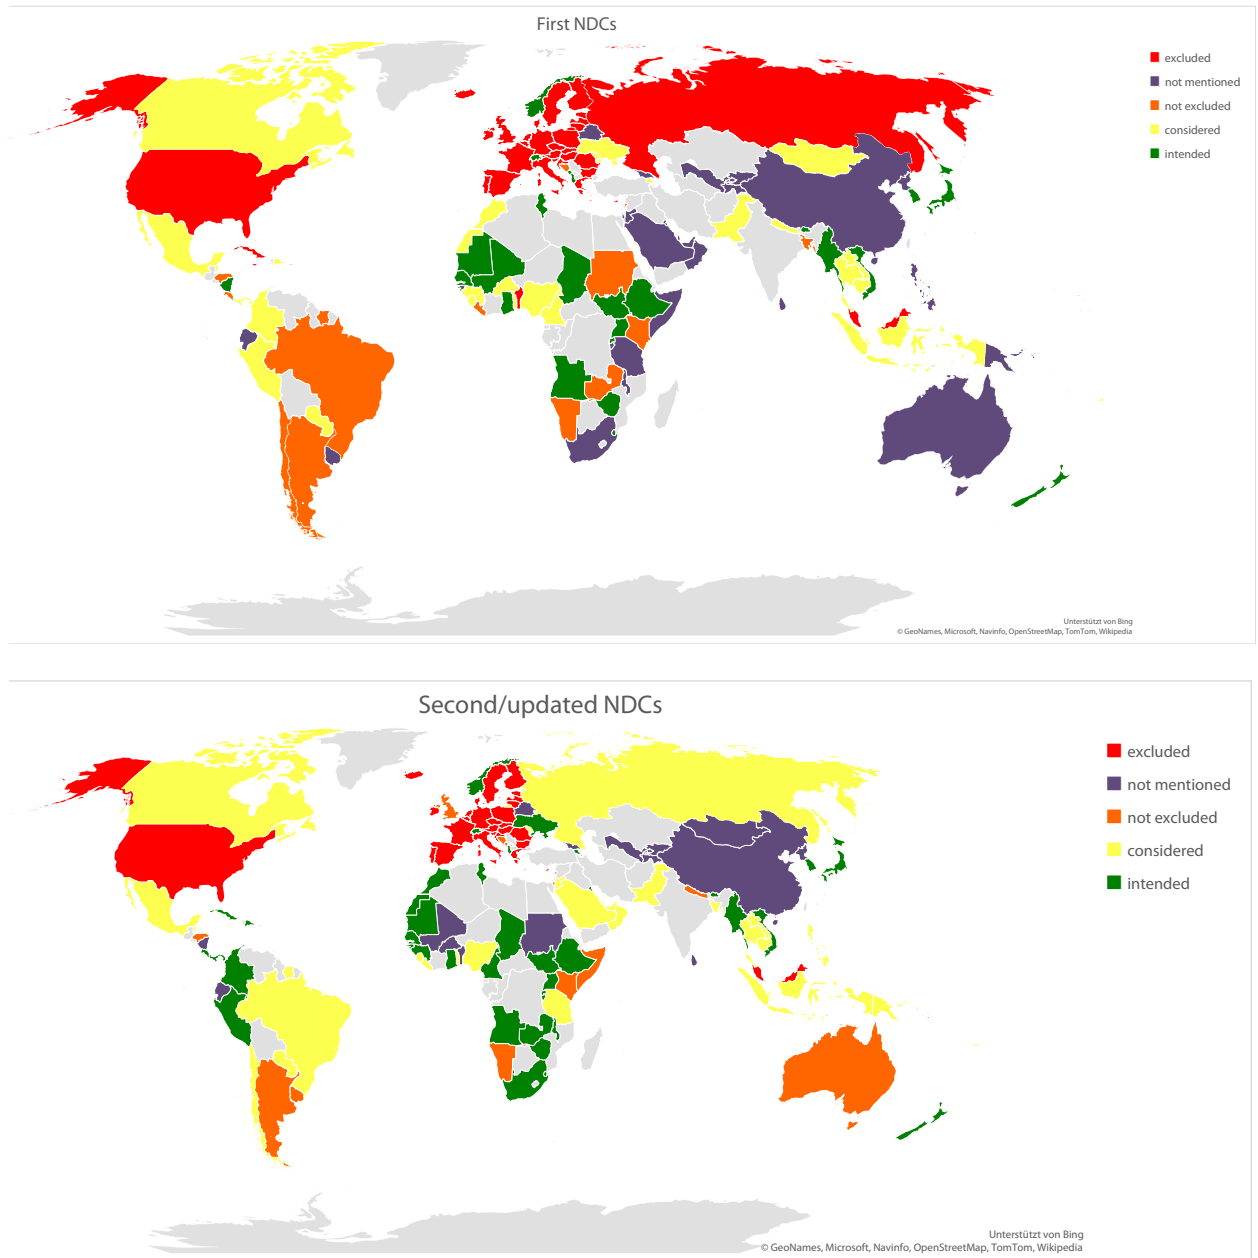 First NDCs
excluded
not mentioned
not excluded
considered
intended
Unterstützt von Bing
© GeoNames, Microsoft, Navinfo, OpenStreetMap, TomTom, Wikipedia
Second/updated NDCs
excluded
not mentioned
not excluded
considered
intended
Unterstützt von Bing
© GeoNames, Microsoft, Navinfo, OpenStreetMap, TomTom, Wikipedia